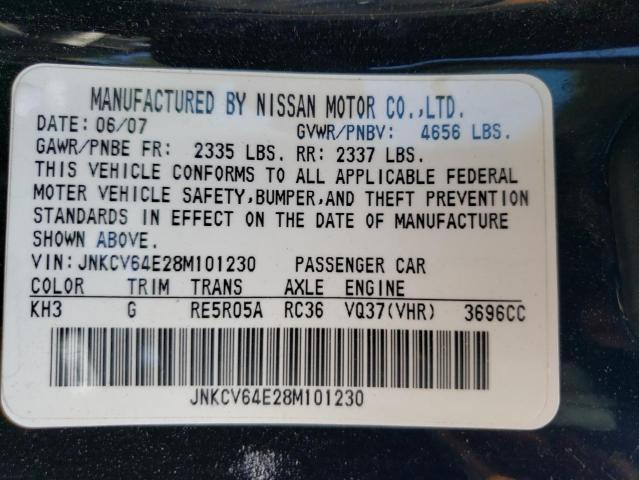 MANUFACTURED BY NISSAN MOTOR CO.,LTD.
DATE: 06/07 GVWR/PNBV: 4656 LBS.
GAWR/PNBE FR: 2335 LBS. RR: 2337 LBS.
THIS VEHICLE CONFORMS TO ALL APPLICABLE FEDERAL
MOTER VEHICLE SAFETY,BUMPER,AND THEFT PREVENTION
STANDARDS IN EFFECT ON THE DATE OF MANUFACTURE
SHOWN ABOVE.
VIN:JNKCV64E28M101230 PASSENGER CAR
COLOR TRIM TRANS AXLE ENGINE
KH3 G RE5R05A RC36 VQ37(VHR) 3696CC
JNKCV64E28M101230